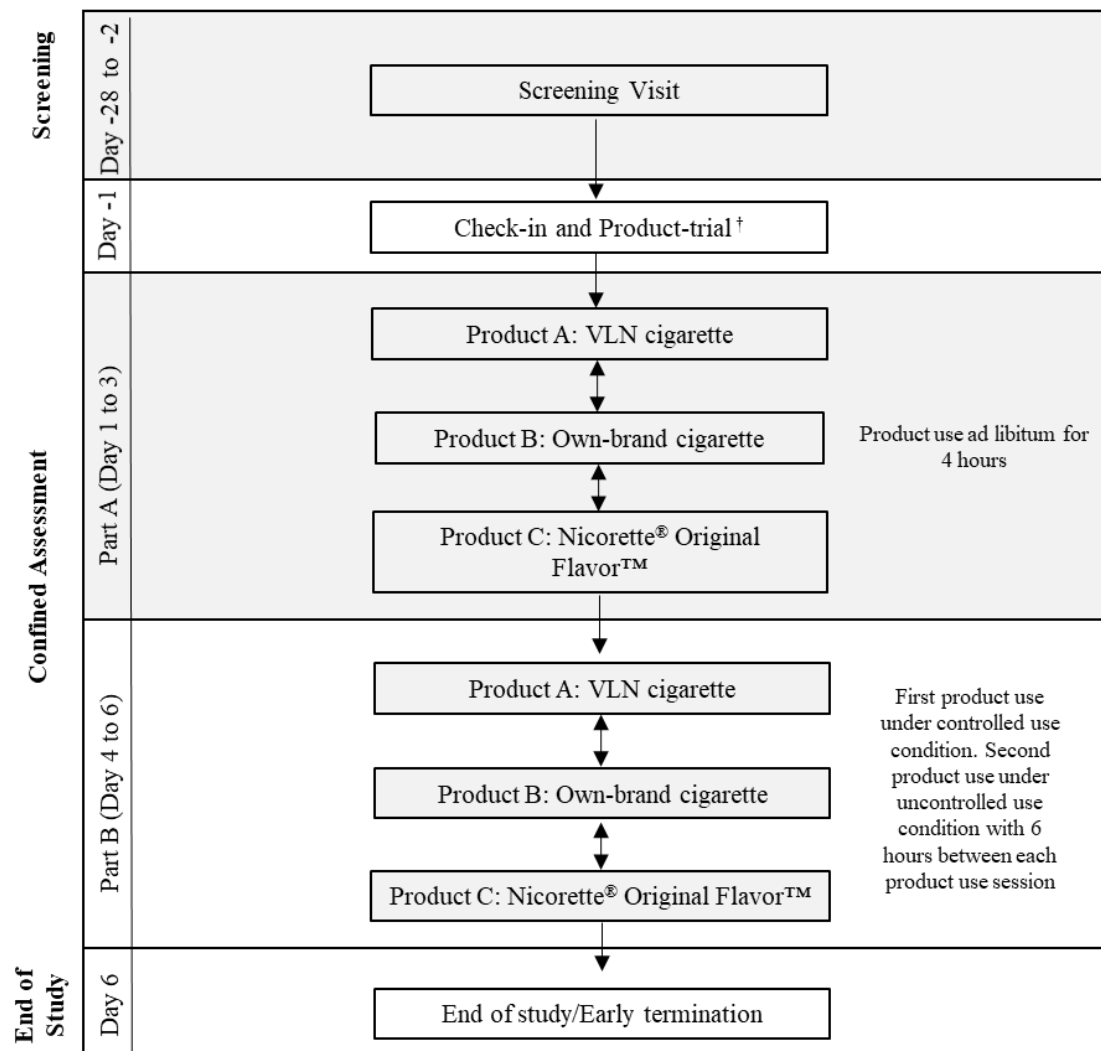 Screening
Day -28 to -2
Screening Visit
Day -1
Check-in and Product-trial †
Confined Assessment
Part A (Day 1 to 3)
Product A: VLN cigarette
Product B: Own-brand cigarette
Product C: Nicorette® Original
Flavor™
Product use ad libitum for
4 hours
Part B (Day 4 to 6)
Product A: VLN cigarette
Product B: Own-brand cigarette
Product C: Nicorette® Original Flavor™
First product use
under controlled use
condition. Second
product use under
uncontrolled use
condition with 6
hours between each
product use session
End of
Study
Day 6
End of study/Early termination